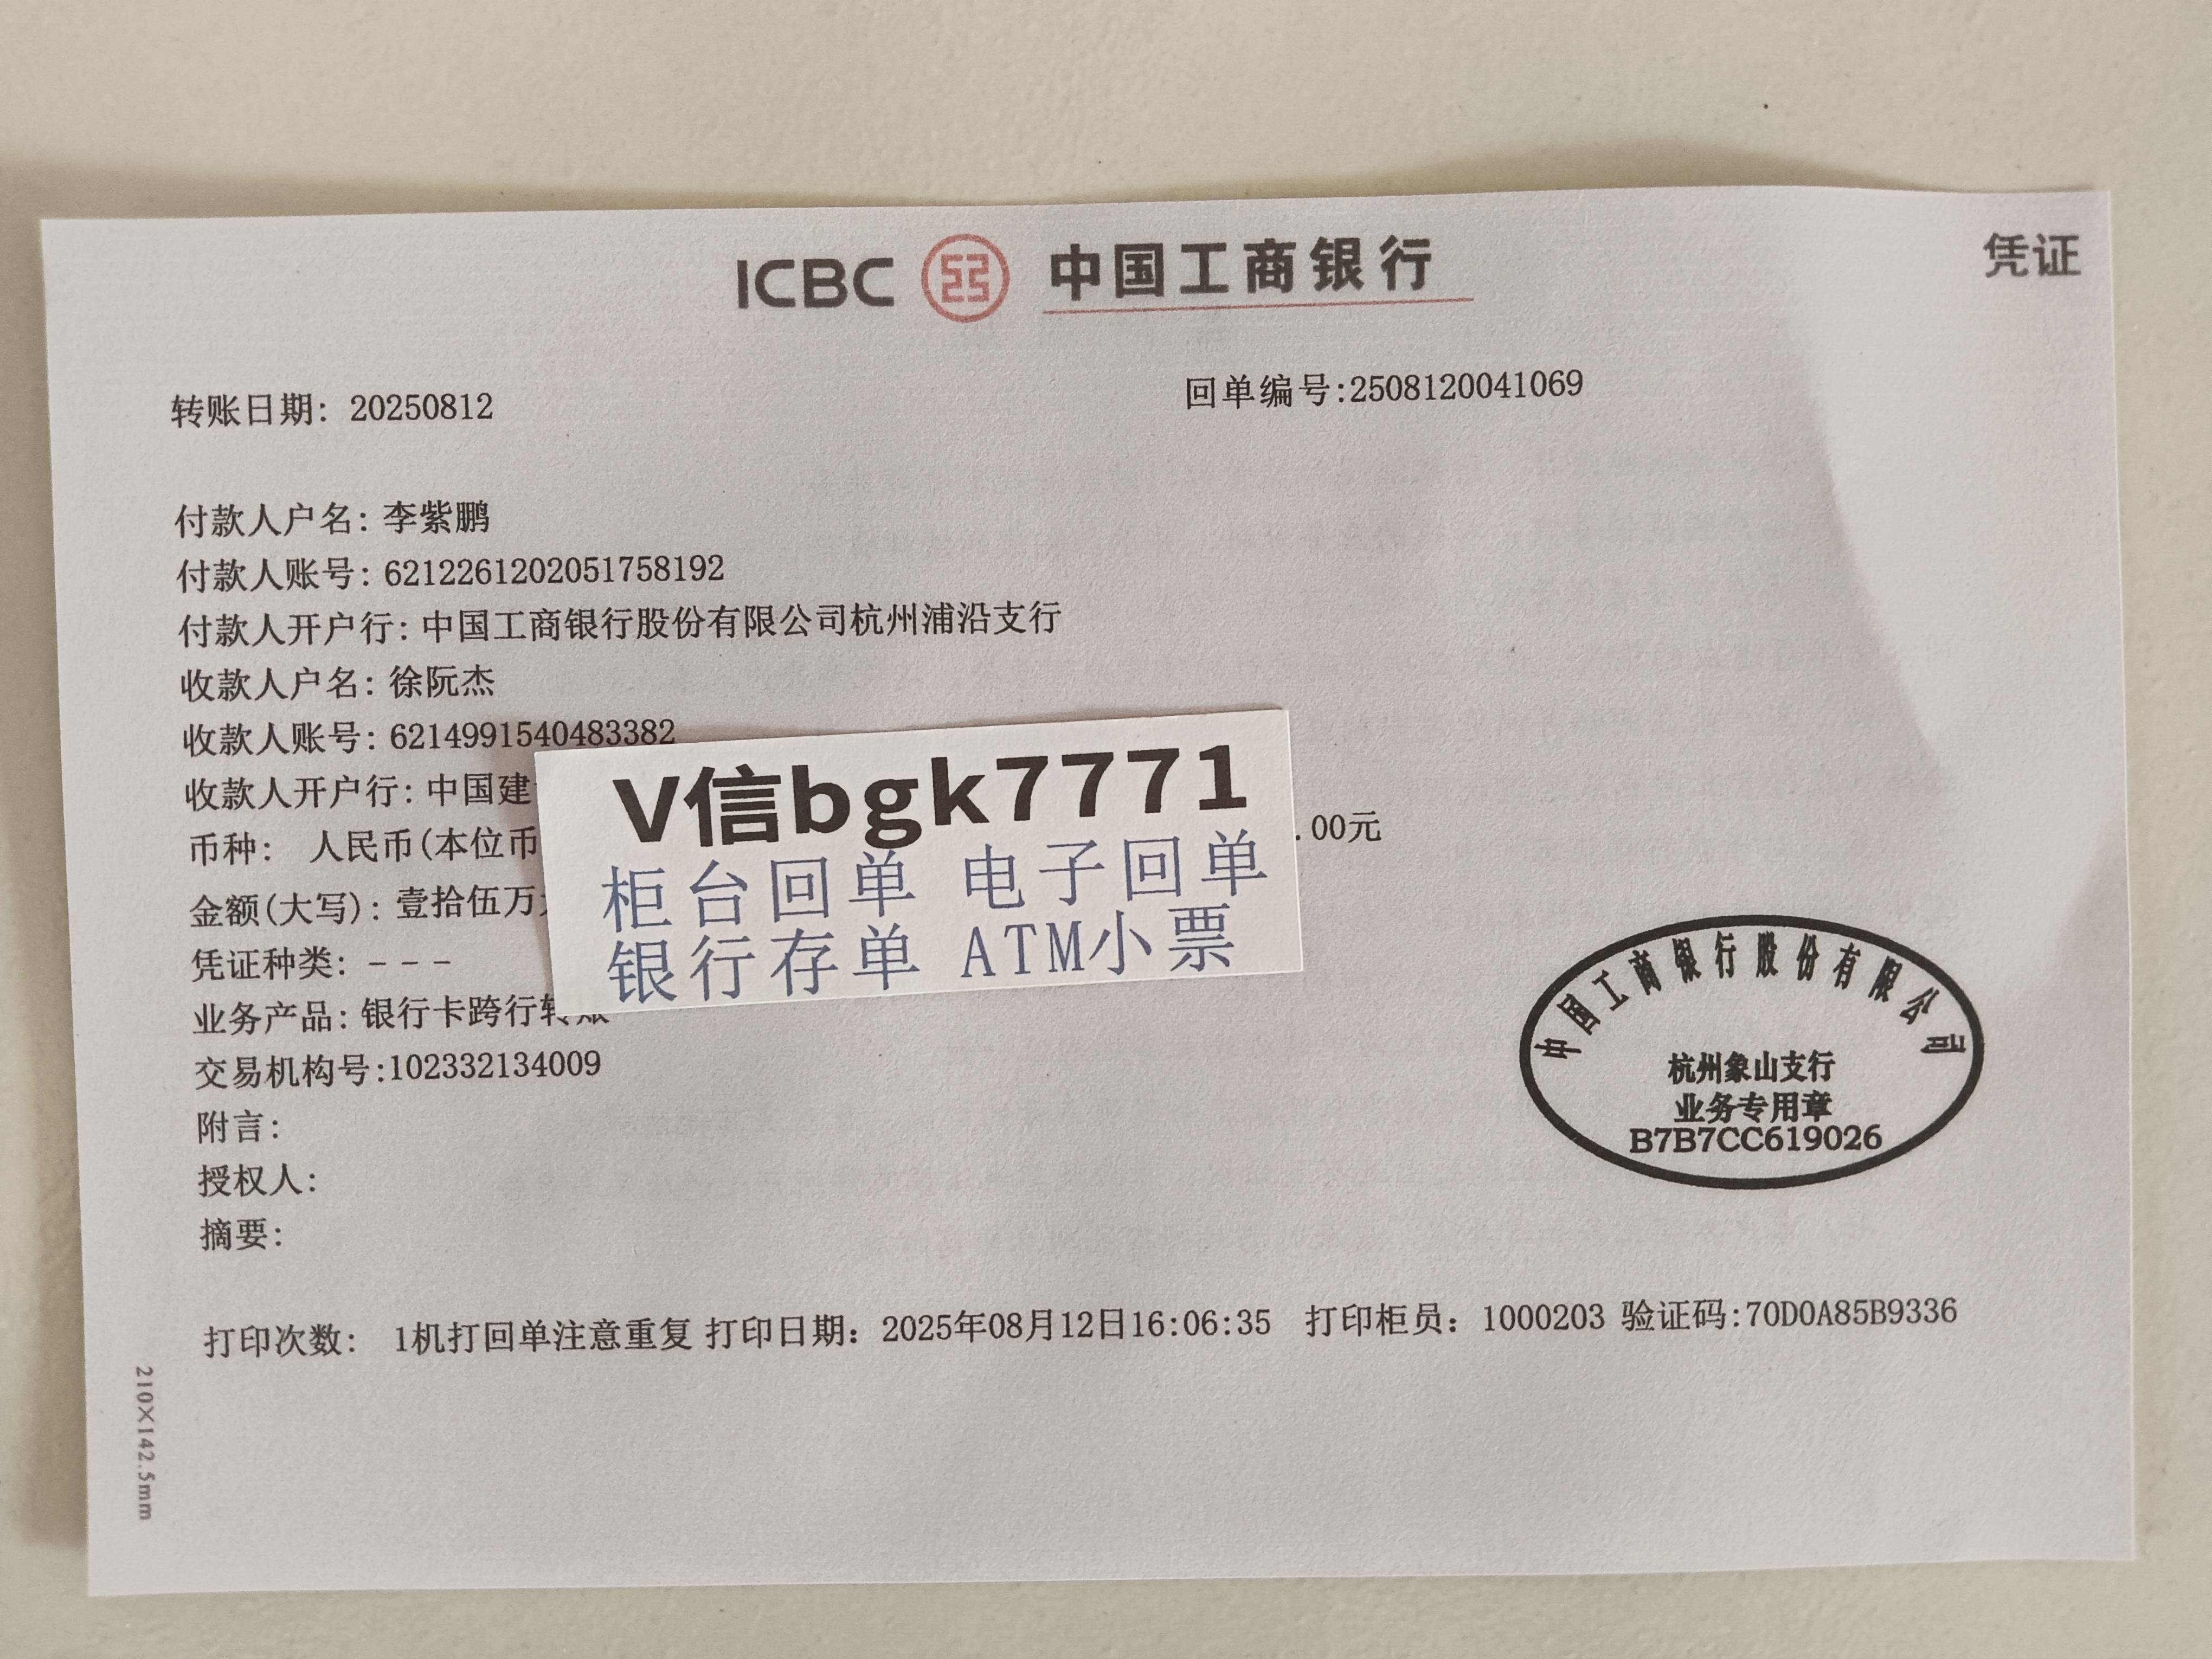 ICBC 中国工商银行
凭证
转账日期: 20250812
回单编号:2508120041069
付款人户名: 李紫鹏
付款人账号: 6212261202051758192
付款人开户行: 中国工商银行股份有限公司杭州浦沿支行
收款人户名: 徐阮杰
收款人账号: 6214991540483382
收款人开户行: 中国建
币种: 人民币(本位币 .00元
金额(大写): 壹拾伍万
凭证种类: ---
业务产品: 银行卡跨行转账
交易机构号:102332134009
附言:
授权人:
摘要:
V信bgk7771
柜台回单 电子回单
银行存单 ATM小票
中国工商银行股份有限公司
杭州象山支行
业务专用章
B7B7CC619026
打印次数: 1机打回单注意重复 打印日期: 2025年08月12日16:06:35 打印柜员: 1000203 验证码:70D0A85B9336
210X142.5mm